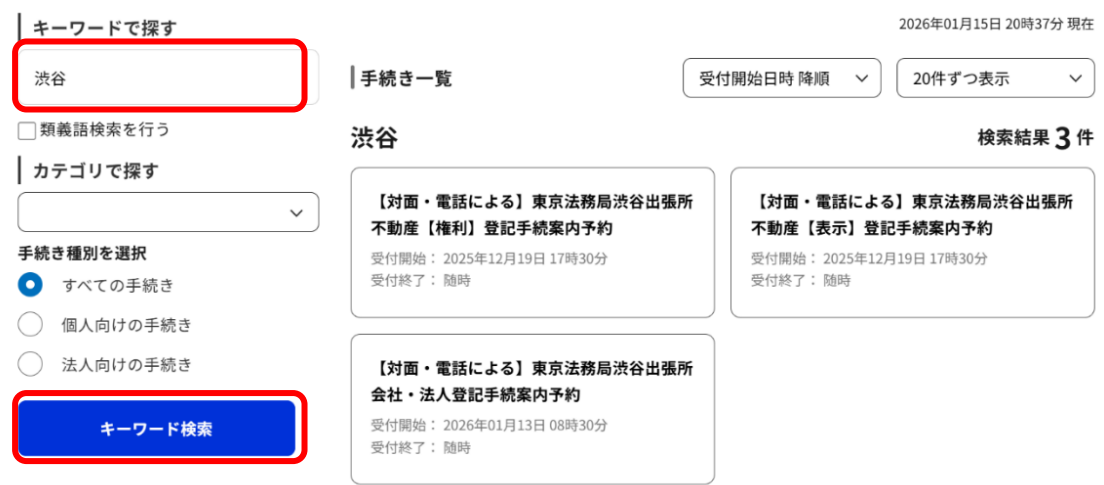 キーワードで探す
渋谷
類義語検索を行う
カテゴリで探す
手続き種別を選択
すべての手続き
個人向けの手続き
法人向けの手続き
キーワード検索
2026年01月15日 20時37分 現在
手続き一覧
受付開始日時 降順
20件ずつ表示
渋谷
検索結果 3 件
【対面・電話による】東京法務局渋谷出張所
不動産【権利】登記手続案内予約
受付開始： 2025年12月19日 17時30分
受付終了： 随時
【対面・電話による】東京法務局渋谷出張所
不動産【表示】登記手続案内予約
受付開始： 2025年12月19日 17時30分
受付終了： 随時
【対面・電話による】東京法務局渋谷出張所
会社・法人登記手続案内予約
受付開始： 2026年01月13日 08時30分
受付終了： 随時